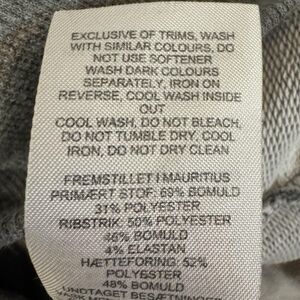 EXCLUSIVE OF TRIMS, WASH
WITH SIMILAR COLOURS, DO
NOT USE SOFTENER
WASH DARK COLOURS
SEPARATELY, IRON ON
REVERSE, COOL WASH INSIDE
OUT
COOL WASH, DO NOT BLEACH,
DO NOT TUMBLE DRY, COOL
IRON, DO NOT DRY CLEAN
FREMSTILLET I MAURITIUS
PRIMÆRT STOF: 69% BOMULD
31% POLYESTER
RIBSTRIK: 50% POLYESTER
46% BOMULD
4% ELASTAN
HÆTTEFORING: 52%
POLYESTER
48% BOMULD
UNDTAGET BESÆTNINGS